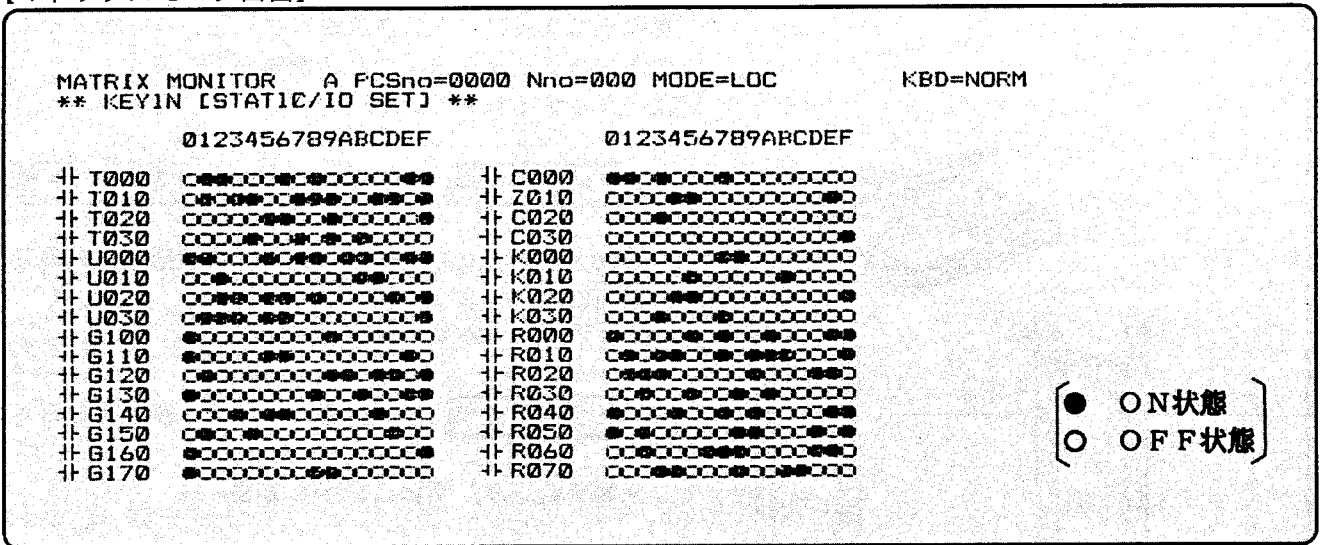 MATRIX MONITOR A PCSno=0000 Nno=000 MODE=LOC KBD=NORM
** KEYIN [STATIC/IO SET] **
0123456789ABCDEF 0123456789ABCDEF
T000 C000
T010 Z010
T020 C020
T030 C030
U000 K000
U010 K010
U020 K020
U030 K030
G100 R000
G110 R010
G120 R020
G130 R030
G140 R040
G150 R050
G160 R060
G170 R070
● ON状態
○ OFF状態